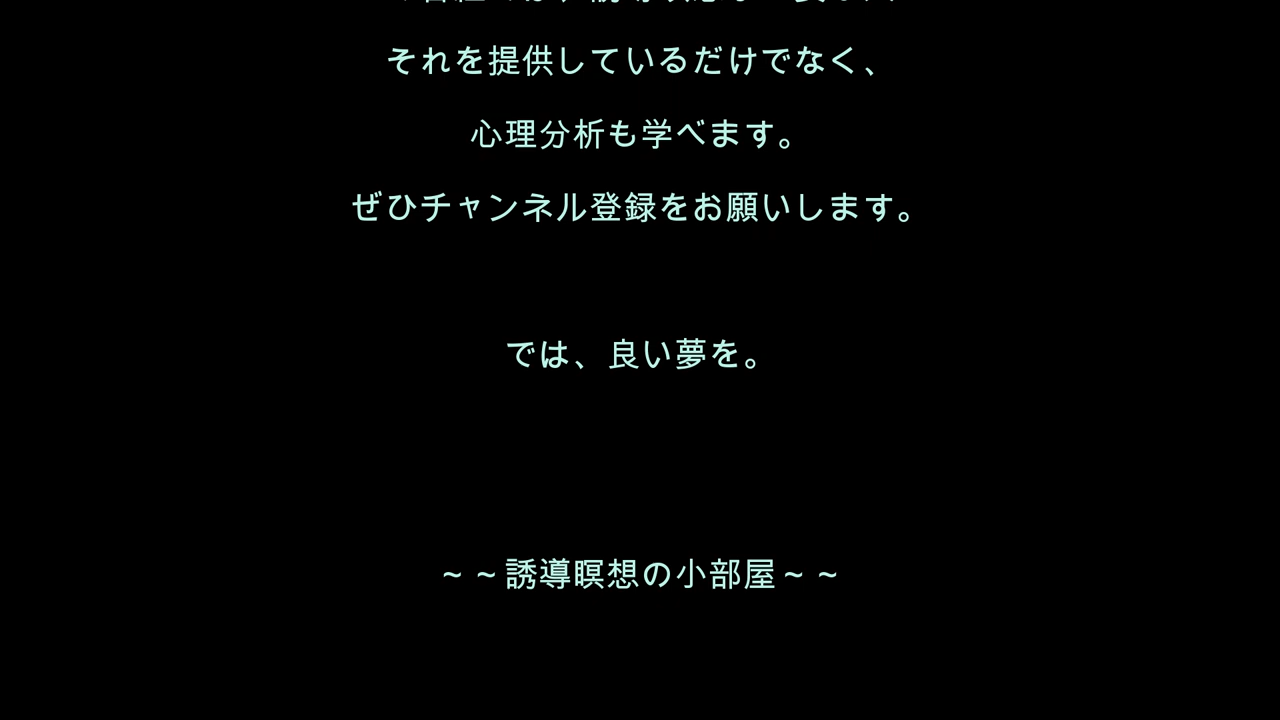 それを提供しているだけでなく、
心理分析も学べます。
ぜひチャンネル登録をお願いします。
では、良い夢を。
~ ~誘導瞑想の小部屋~ ~